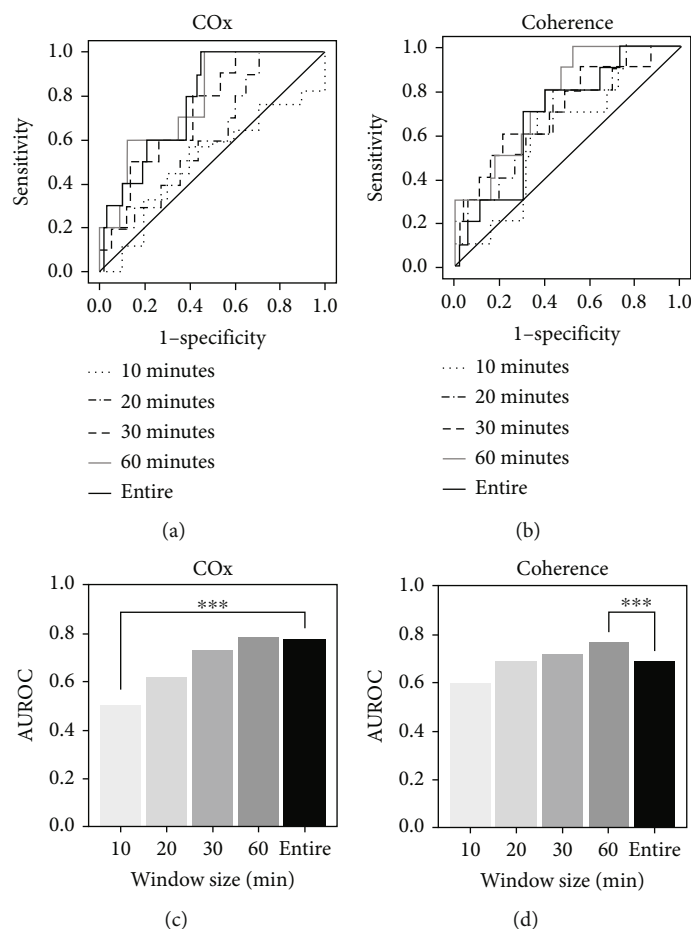 COx
1.0
0.8
0.6
0.4
0.2
0.0
Sensitivity
0.0 0.2 0.4 0.6 0.8 1.0
1–specificity
10 minutes
20 minutes
30 minutes
60 minutes
Entire
(a)
Coherence
1.0
0.8
0.6
0.4
0.2
0.0
Sensitivity
0.0 0.2 0.4 0.6 0.8 1.0
1–specificity
10 minutes
20 minutes
30 minutes
60 minutes
Entire
(b)
COx
1.0
0.8
0.6
0.4
0.2
0.0
AUROC
***
10 20 30 60 Entire
Window size (min)
(c)
Coherence
1.0
0.8
0.6
0.4
0.2
0.0
AUROC
***
10 20 30 60 Entire
Window size (min)
(d)